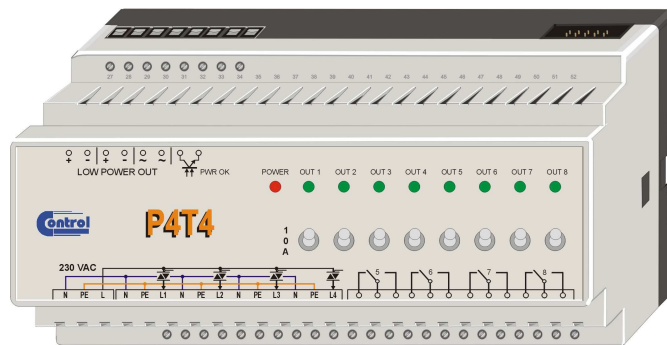 27 28 29 30 31 32 33 34 35 36 37 38 39 40 41 42 43 44 45 46 47 48 49 50 51 52
+ - + - ~ ~
LOW POWER OUT PWR OK
POWER OUT 1 OUT 2 OUT 3 OUT 4 OUT 5 OUT 6 OUT 7 OUT 8
Control P4T4
1
0
A
230 VAC 5 6 7 8
N PE L N PE L1 N PE L2 N PE L3 N PE L4